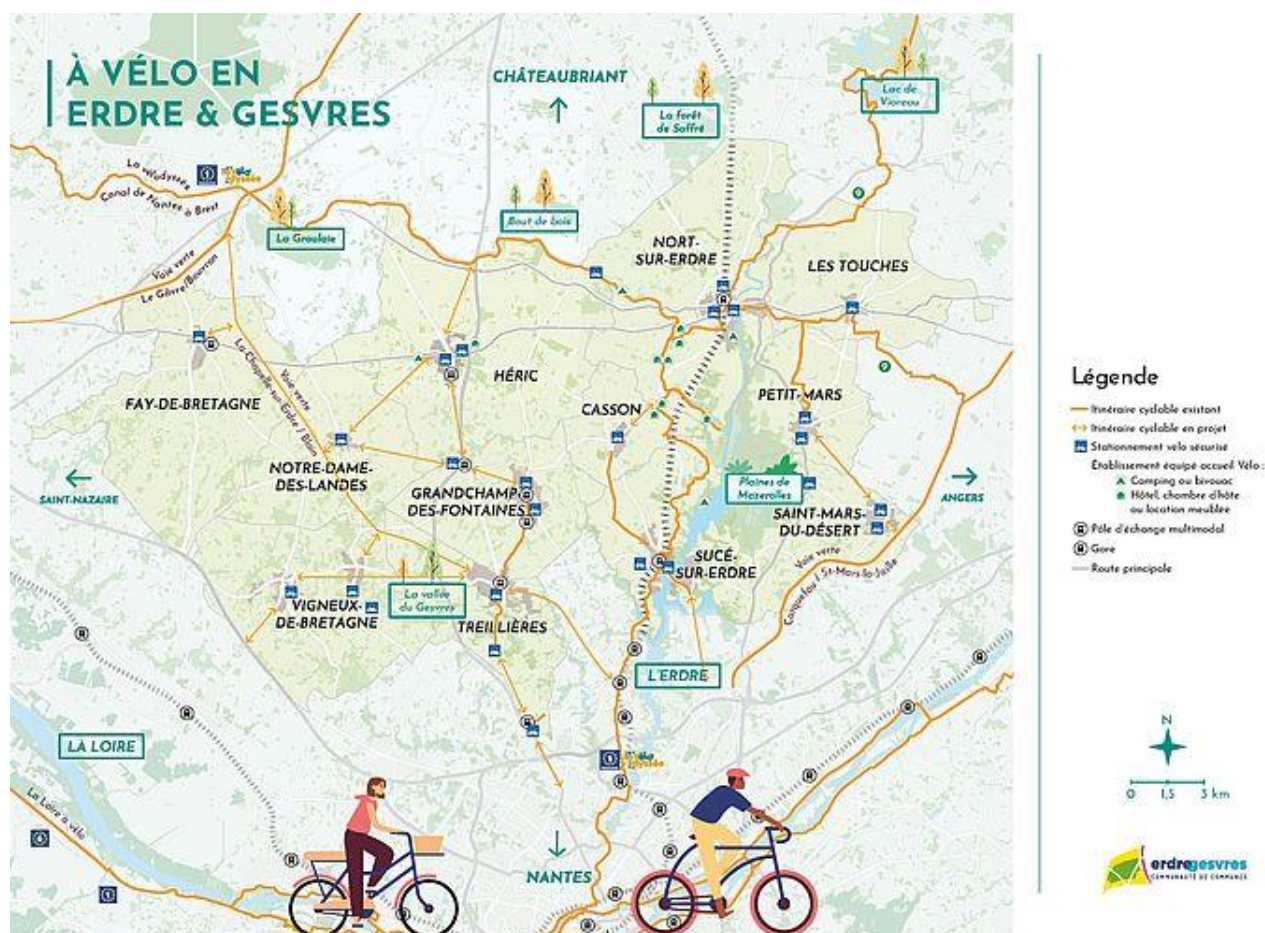 À VÉLO EN
ERDRE & GESVRES
CHÂTEAUBRIANT
La forêt
de Saffré
Lac de
Vioreau
La vélodyssée
Canal de Nantes à Brest
La Groulaie
Bout de bois
NORT-
SUR-ERDRE
LES TOUCHES
Voie verte
Le Gâvre/Bouvron
FAY-DE-BRETAGNE
Voie verte
La Chapelle-sur-Erdre / Blain
HÉRIC
CASSON
PETIT-MARS
SAINT-NAZAIRE
NOTRE-DAME-
DES-LANDES
GRANDCHAMP
DES-FONTAINES
Plaines de
Mazerolles
ANGERS
SAINT-MARS-
DU-DÉSERT
SUCÉ-
SUR-ERDRE
Voie verte
Carquefou / St-Mars-la-Jaille
VIGNEUX-
DE-BRETAGNE
La vallée
du Gesvres
TREILLIÈRES
L'ERDRE
LA LOIRE
La Loire à vélo
NANTES
Légende
Itinéraire cyclable existant
Itinéraire cyclable en projet
Stationnement vélo sécurisé
Établissement équipé accueil Vélo :
Camping ou bivouac
Hôtel, chambre d'hôte
ou location meublée
Pôle d'échange multimodal
Gare
Route principale
N
0 1,5 3 km
erdregesvres
COMMUNAUTÉ DE COMMUNES